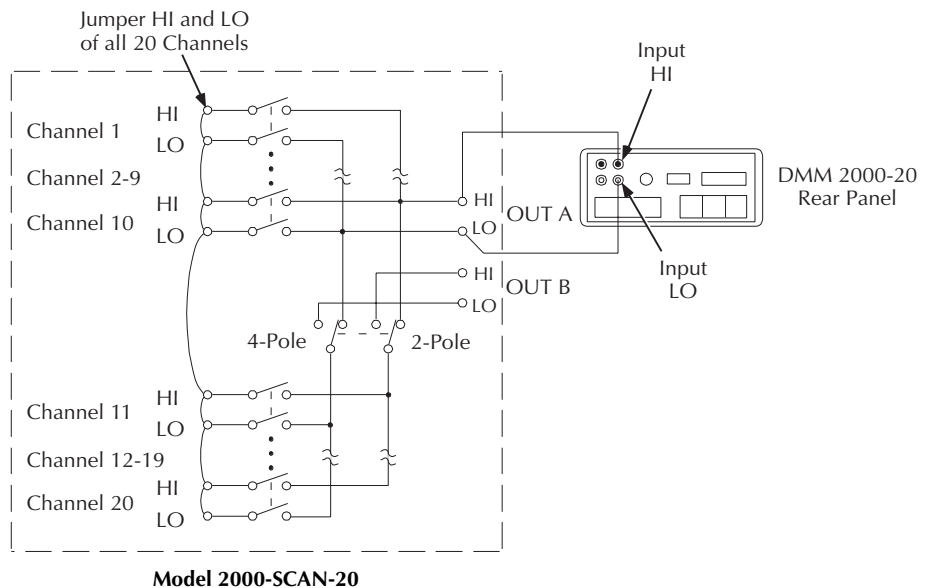 Jumper HI and LO
of all 20 Channels
Input
HI
Channel 1
HI
LO
Channel 2-9
Channel 10
HI
LO
HI
LO
OUT A
DMM 2000-20
Rear Panel
Input
LO
HI
LO
OUT B
4-Pole
2-Pole
Channel 11
HI
LO
Channel 12-19
Channel 20
HI
LO
Model 2000-SCAN-20